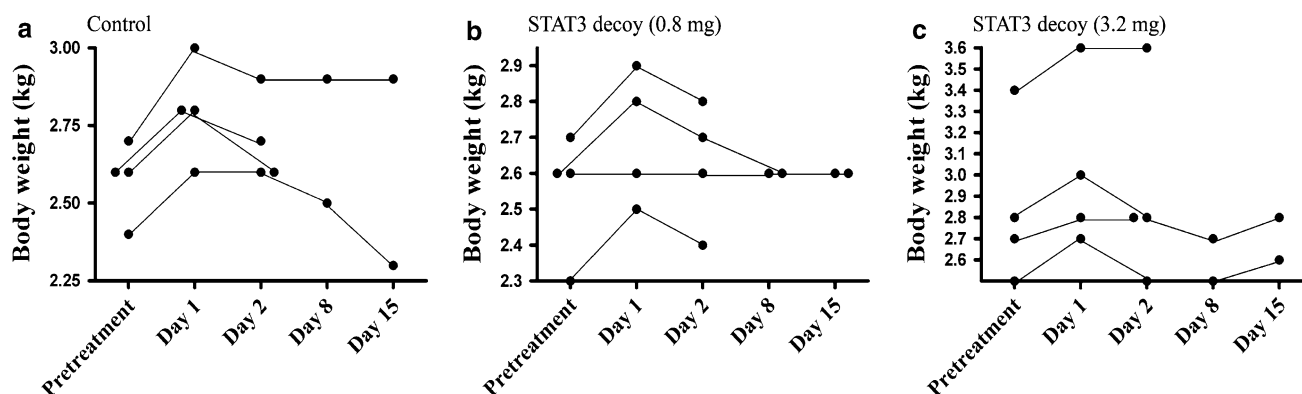 a
Control
Body weight (kg)
3.00
2.75
2.50
2.25
Pretreatment
Day 1
Day 2
Day 8
Day 15
b
STAT3 decoy (0.8 mg)
Body weight (kg)
2.9
2.8
2.7
2.6
2.5
2.4
2.3
Pretreatment
Day 1
Day 2
Day 8
Day 15
c
STAT3 decoy (3.2 mg)
Body weight (kg)
3.6
3.5
3.4
3.3
3.2
3.1
3.0
2.9
2.8
2.7
2.6
Pretreatment
Day 1
Day 2
Day 8
Day 15